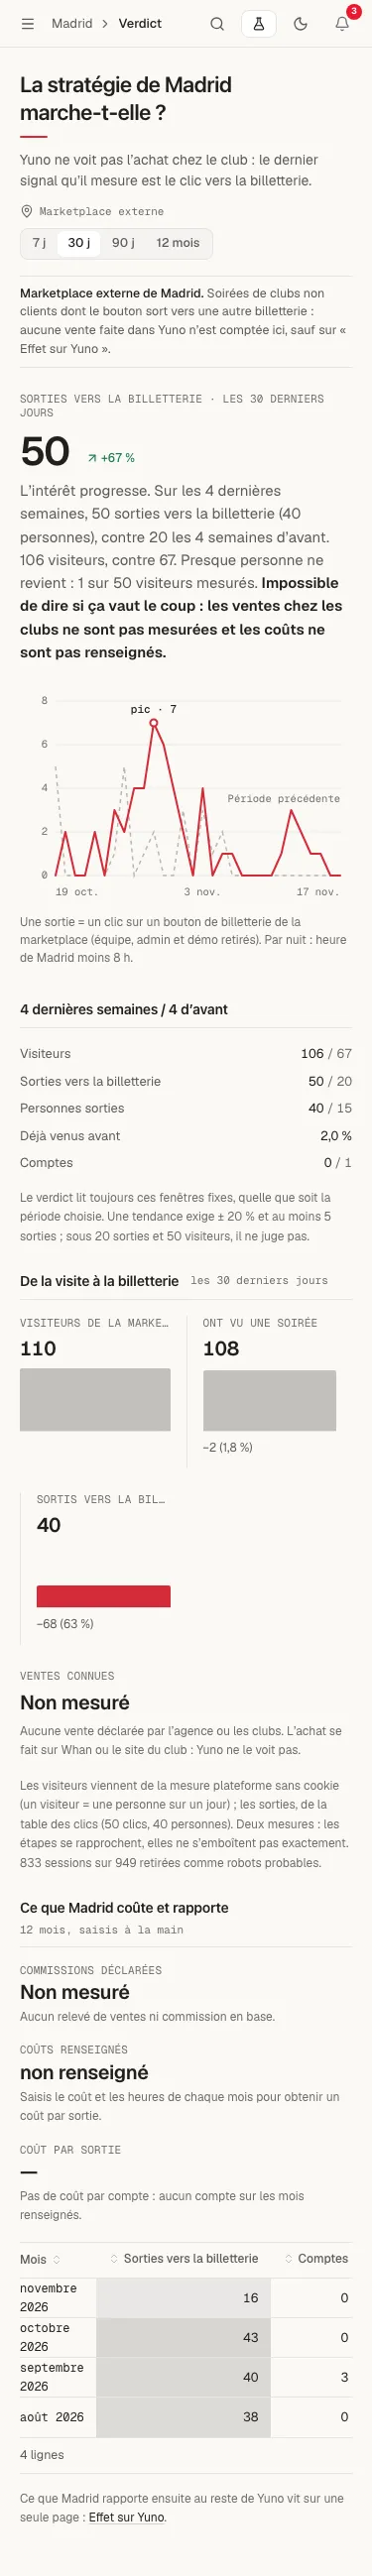 Madrid > Verdict
3
La stratégie de Madrid
marche-t-elle ?
Yuno ne voit pas l’achat chez le club : le dernier
signal qu’il mesure est le clic vers la billetterie.
Marketplace externe
7 j 30 j 90 j 12 mois
Marketplace externe de Madrid. Soirées de clubs non
clients dont le bouton sort vers une autre billetterie :
aucune vente faite dans Yuno n’est comptée ici, sauf sur «
Effet sur Yuno ».
SORTIES VERS LA BILLETTERIE · LES 30 DERNIERS
JOURS
50 +67 %
L’intérêt progresse. Sur les 4 dernières
semaines, 50 sorties vers la billetterie (40
personnes), contre 20 les 4 semaines d’avant.
106 visiteurs, contre 67. Presque personne ne
revient : 1 sur 50 visiteurs mesurés. Impossible
de dire si ça vaut le coup : les ventes chez les
clubs ne sont pas mesurées et les coûts ne
sont pas renseignés.
8
pic · 7
6
4
Période précédente
2
0
19 oct. 3 nov. 17 nov.
Une sortie = un clic sur un bouton de billetterie de la
marketplace (équipe, admin et démo retirés). Par nuit : heure
de Madrid moins 8 h.
4 dernières semaines / 4 d’avant
Visiteurs 106 / 67
Sorties vers la billetterie 50 / 20
Personnes sorties 40 / 15
Déjà venus avant 2,0 %
Comptes 0 / 1
Le verdict lit toujours ces fenêtres fixes, quelle que soit la
période choisie. Une tendance exige ± 20 % et au moins 5
sorties ; sous 20 sorties et 50 visiteurs, il ne juge pas.
De la visite à la billetterie les 30 derniers jours
VISITEURS DE LA MARKE…
110
ONT VU UNE SOIRÉE
108
−2 (1,8 %)
SORTIS VERS LA BIL…
40
−68 (63 %)
VENTES CONNUES
Non mesuré
Aucune vente déclarée par l’agence ou les clubs. L’achat se
fait sur Whan ou le site du club : Yuno ne le voit pas.
Les visiteurs viennent de la mesure plateforme sans cookie
(un visiteur = une personne sur un jour) ; les sorties, de la
table des clics (50 clics, 40 personnes). Deux mesures : les
étapes se rapprochent, elles ne s’emboîtent pas exactement.
833 sessions sur 949 retirées comme robots probables.
Ce que Madrid coûte et rapporte
12 mois, saisis à la main
COMMISSIONS DÉCLARÉES
Non mesuré
Aucun relevé de ventes ni commission en base.
COÛTS RENSEIGNÉS
non renseigné
Saisis le coût et les heures de chaque mois pour obtenir un
coût par sortie.
COÛT PAR SORTIE
—
Pas de coût par compte : aucun compte sur les mois
renseignés.
Mois Sorties vers la billetterie Comptes
novembre
2026 16 0
octobre
2026 43 0
septembre
2026 40 3
août 2026 38 0
4 lignes
Ce que Madrid rapporte ensuite au reste de Yuno vit sur une
seule page : Effet sur Yuno.